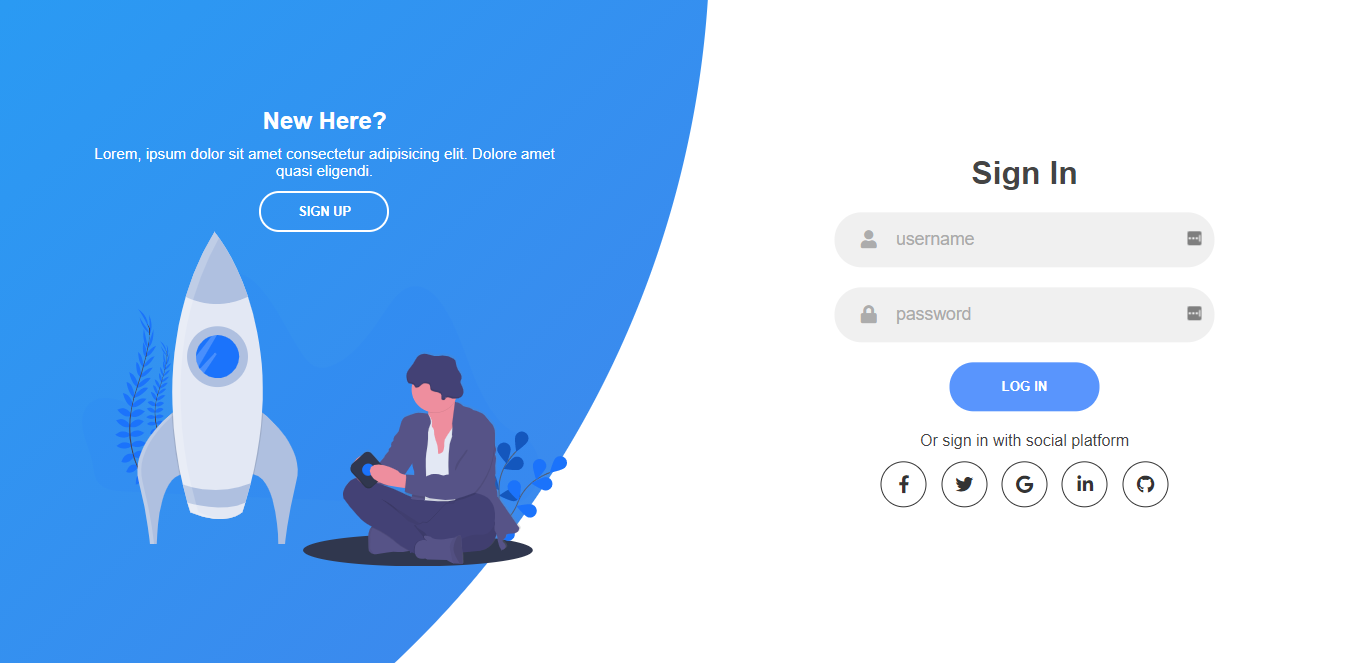 New Here?
Lorem, ipsum dolor sit amet consectetur adipisicing elit. Dolore amet
quasi eligendi.
SIGN UP
Sign In
username
password
LOG IN
Or sign in with social platform